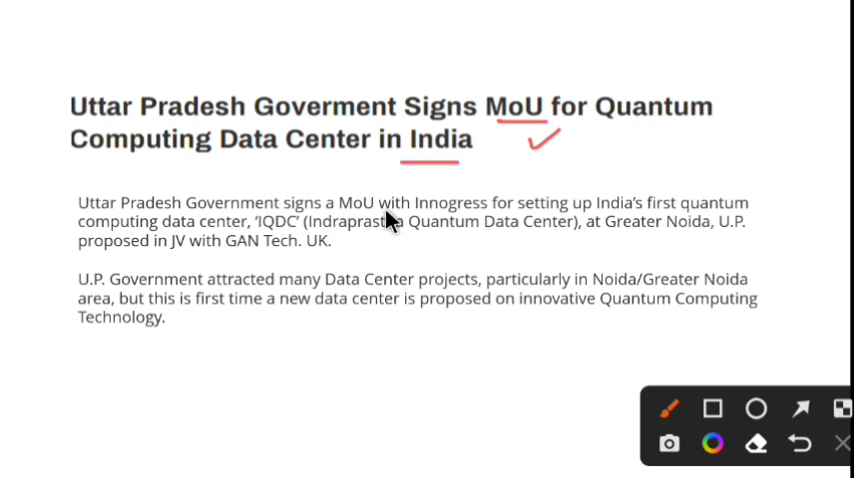 Uttar Pradesh Goverment Signs MoU for Quantum
Computing Data Center in India
Uttar Pradesh Government signs a MoU with Innogress for setting up India's first quantum
computing data center, 'IQDC' (Indraprastha Quantum Data Center), at Greater Noida, U.P.
proposed in JV with GAN Tech. UK.
U.P. Government attracted many Data Center projects, particularly in Noida/Greater Noida
area, but this is first time a new data center is proposed on innovative Quantum Computing
Technology.